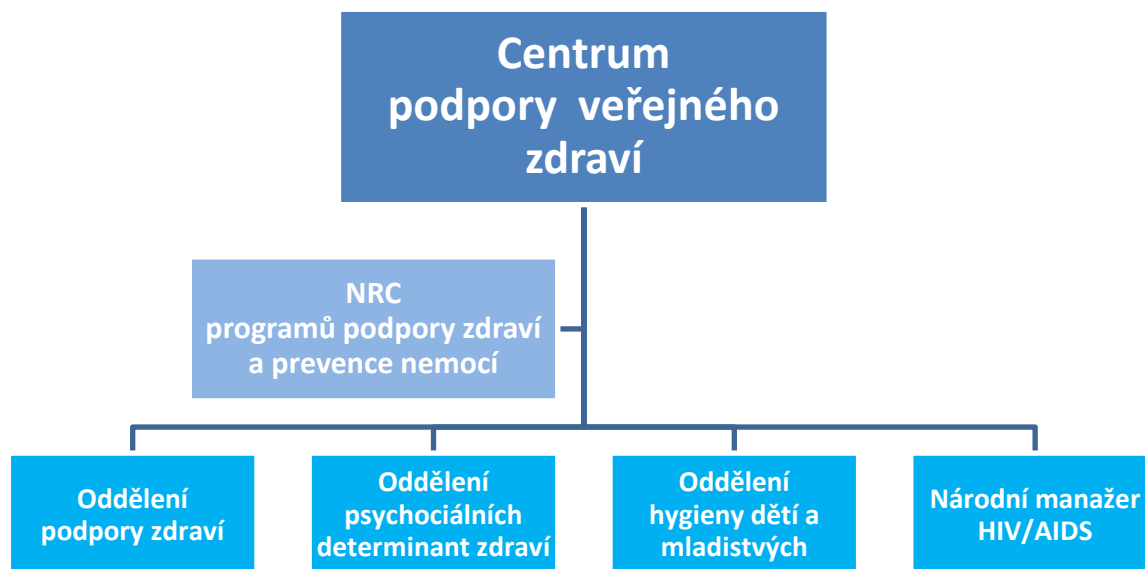 Centrum
podpory veřejného
zdraví
NRC
programů podpory zdraví
a prevence nemocí
Oddělení
podpory zdraví
Oddělení
psychociálních
determinant zdraví
Oddělení
hygieny dětí a
mladistvých
Národní manažer
HIV/AIDS